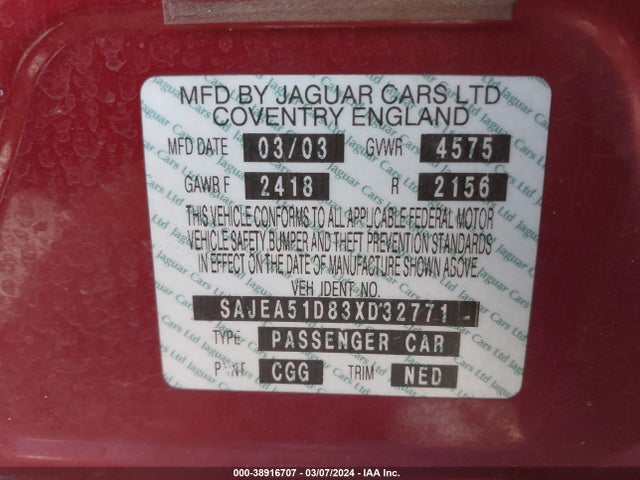 MFD BY JAGUAR CARS LTD
COVENTRY ENGLAND
MFD DATE 03/03 GVWR 4575
GAWR F 2418 R 2156
THIS VEHICLE CONFORMS TO ALL APPLICABLE FEDERAL MOTOR
VEHICLE SAFETY BUMPER AND THEFT PREVENTION STANDARDS
IN EFFECT ON THE DATE OF MANUFACTURE SHOWN ABOVE
VEH IDENT NO.
SAJEA51D83XD32771
TYPE PASSENGER CAR
CGG TRIM NED
000-38916707 - 03/07/2024 - IAA Inc.